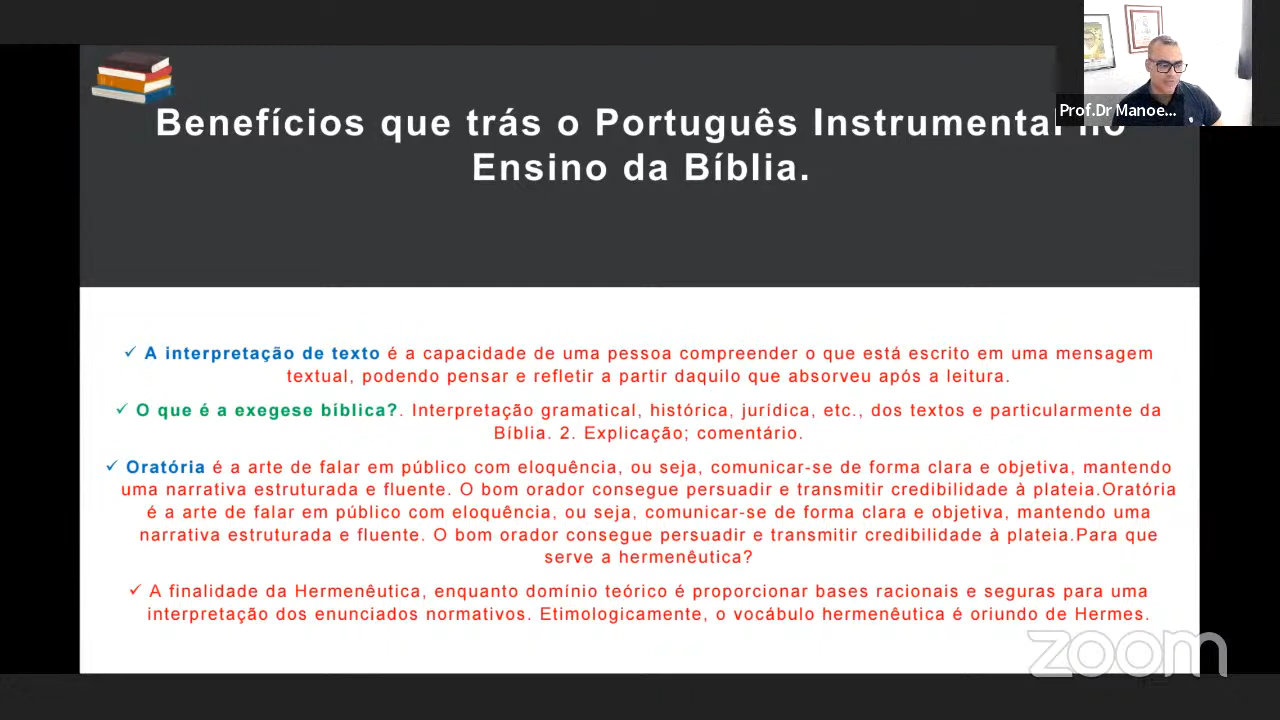 Benefícios que trás o Português Instrumental no
Ensino da Bíblia.
Prof.Dr Manoe...
A interpretação de texto é a capacidade de uma pessoa compreender o que está escrito em uma mensagem
textual, podendo pensar e refletir a partir daquilo que absorveu após a leitura.
O que é a exegese bíblica?. Interpretação gramatical, histórica, jurídica, etc., dos textos e particularmente da
Bíblia. 2. Explicação; comentário.
Oratória é a arte de falar em público com eloquência, ou seja, comunicar-se de forma clara e objetiva, mantendo
uma narrativa estruturada e fluente. O bom orador consegue persuadir e transmitir credibilidade à plateia.Oratória
é a arte de falar em público com eloquência, ou seja, comunicar-se de forma clara e objetiva, mantendo uma
narrativa estruturada e fluente. O bom orador consegue persuadir e transmitir credibilidade à plateia.Para que
serve a hermenêutica?
A finalidade da Hermenêutica, enquanto domínio teórico é proporcionar bases racionais e seguras para uma
interpretação dos enunciados normativos. Etimologicamente, o vocábulo hermenêutica é oriundo de Hermes.
zoom